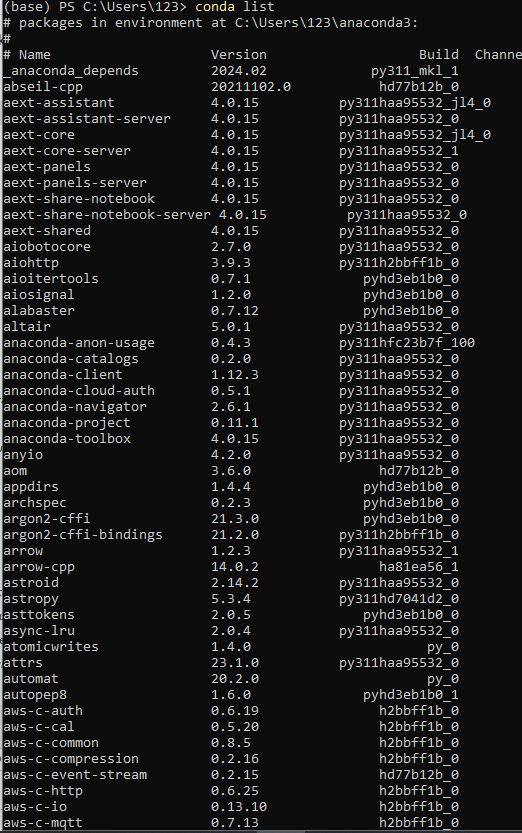 (base) PS C:\Users\123> conda list
# packages in environment at C:\Users\123\anaconda3:
#
# Name Version Build Channe
_anaconda_depends 2024.02 py311_mkl_1
abseil-cpp 20211102.0 hd77b12b_0
aext-assistant 4.0.15 py311haa95532_jl4_0
aext-assistant-server 4.0.15 py311haa95532_0
aext-core 4.0.15 py311haa95532_jl4_0
aext-core-server 4.0.15 py311haa95532_1
aext-panels 4.0.15 py311haa95532_0
aext-panels-server 4.0.15 py311haa95532_0
aext-share-notebook 4.0.15 py311haa95532_0
aext-share-notebook-server 4.0.15 py311haa95532_0
aext-shared 4.0.15 py311haa95532_0
aiobotocore 2.7.0 py311haa95532_0
aiohttp 3.9.3 py311h2bbff1b_0
aioitertools 0.7.1 pyhd3eb1b0_0
aiosignal 1.2.0 pyhd3eb1b0_0
alabaster 0.7.12 pyhd3eb1b0_0
altair 5.0.1 py311haa95532_0
anaconda-anon-usage 0.4.3 py311hfc23b7f_100
anaconda-catalogs 0.2.0 py311haa95532_0
anaconda-client 1.12.3 py311haa95532_0
anaconda-cloud-auth 0.5.1 py311haa95532_0
anaconda-navigator 2.6.1 py311haa95532_0
anaconda-project 0.11.1 py311haa95532_0
anaconda-toolbox 4.0.15 py311haa95532_0
anyio 4.2.0 py311haa95532_0
aom 3.6.0 hd77b12b_0
appdirs 1.4.4 pyhd3eb1b0_0
archspec 0.2.3 pyhd3eb1b0_0
argon2-cffi 21.3.0 pyhd3eb1b0_0
argon2-cffi-bindings 21.2.0 py311h2bbff1b_0
arrow 1.2.3 py311haa95532_1
arrow-cpp 14.0.2 ha81ea56_1
astroid 2.14.2 py311haa95532_0
astropy 5.3.4 py311hd7041d2_0
asttokens 2.0.5 pyhd3eb1b0_0
async-lru 2.0.4 py311haa95532_0
atomicwrites 1.4.0 py_0
attrs 23.1.0 py311haa95532_0
automat 20.2.0 py_0
autopep8 1.6.0 pyhd3eb1b0_1
aws-c-auth 0.6.19 h2bbff1b_0
aws-c-cal 0.5.20 h2bbff1b_0
aws-c-common 0.8.5 h2bbff1b_0
aws-c-compression 0.2.16 h2bbff1b_0
aws-c-event-stream 0.2.15 hd77b12b_0
aws-c-http 0.6.25 h2bbff1b_0
aws-c-io 0.13.10 h2bbff1b_0
aws-c-mqtt 0.7.13 h2bbff1b_0